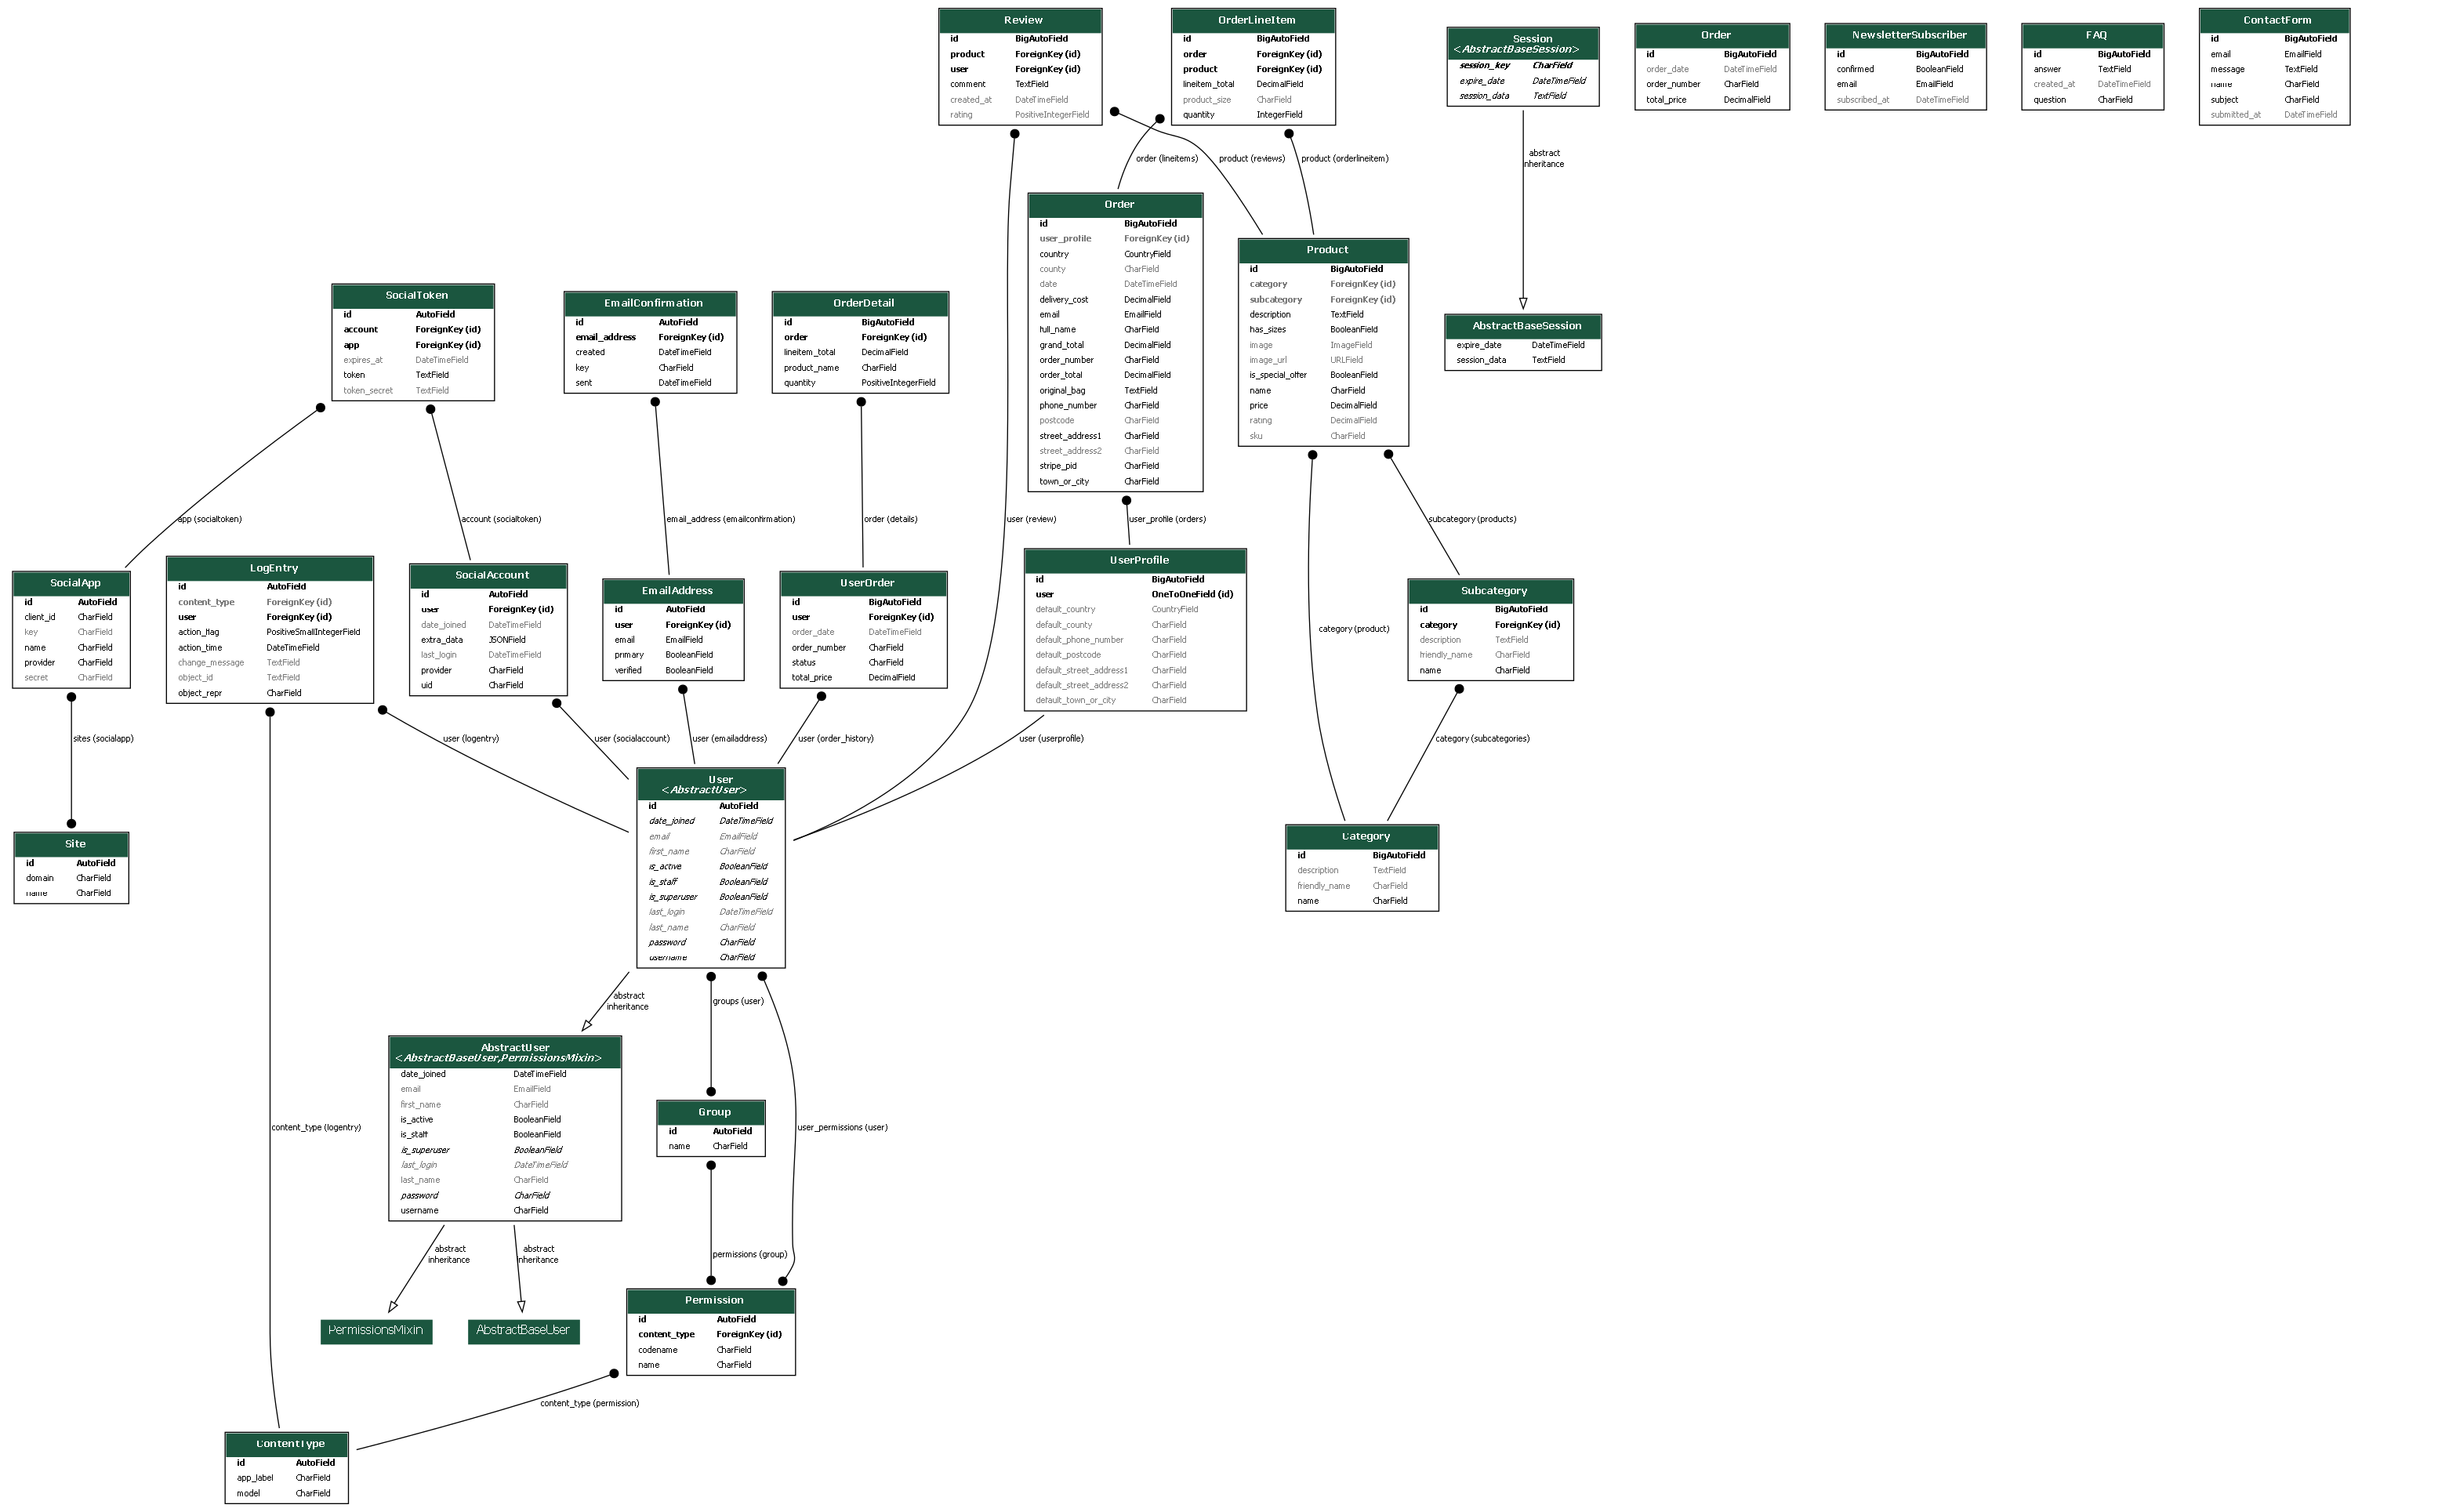 Review
id BigAutoField
product ForeignKey (id)
user ForeignKey (id)
comment TextField
created_at DateTimeField
rating PositiveIntegerField
OrderLineItem
id BigAutoField
order ForeignKey (id)
product ForeignKey (id)
lineitem_total DecimalField
product_size CharField
quantity IntegerField
Session
<AbstractBaseSession>
session_key CharField
expire_date DateTimeField
session_data TextField
Order
id BigAutoField
order_date DateTimeField
order_number CharField
total_price DecimalField
NewsletterSubscriber
id BigAutoField
confirmed BooleanField
email EmailField
subscribed_at DateTimeField
FAQ
id BigAutoField
answer TextField
created_at DateTimeField
question CharField
ContactForm
id BigAutoField
email EmailField
message TextField
name CharField
subject CharField
submitted_at DateTimeField
order (lineitems)
product (reviews)
product (orderlineitem)
abstract
inheritance
Order
id BigAutoField
user_profile ForeignKey (id)
country CountryField
county CharField
date DateTimeField
delivery_cost DecimalField
email EmailField
full_name CharField
grand_total DecimalField
order_number CharField
order_total DecimalField
original_bag TextField
phone_number CharField
postcode CharField
street_address1 CharField
street_address2 CharField
stripe_pid CharField
town_or_city CharField
Product
id BigAutoField
category ForeignKey (id)
subcategory ForeignKey (id)
description TextField
has_sizes BooleanField
image ImageField
image_url URLField
is_special_offer BooleanField
name CharField
price DecimalField
rating DecimalField
sku CharField
AbstractBaseSession
expire_date DateTimeField
session_data TextField
SocialToken
id AutoField
account ForeignKey (id)
app ForeignKey (id)
expires_at DateTimeField
token TextField
token_secret TextField
EmailConfirmation
id AutoField
email_address ForeignKey (id)
created DateTimeField
key CharField
sent DateTimeField
OrderDetail
id BigAutoField
order ForeignKey (id)
lineitem_total DecimalField
product_name CharField
quantity PositiveIntegerField
app (socialtoken)
account (socialtoken)
email_address (emailconfirmation)
order (details)
user (review)
user_profile (orders)
subcategory (products)
SocialApp
id AutoField
client_id CharField
key CharField
name CharField
provider CharField
secret CharField
LogEntry
id AutoField
content_type ForeignKey (id)
user ForeignKey (id)
action_flag PositiveSmallIntegerField
action_time DateTimeField
change_message TextField
object_id TextField
object_repr CharField
SocialAccount
id AutoField
user ForeignKey (id)
date_joined DateTimeField
extra_data JSONField
last_login DateTimeField
provider CharField
uid CharField
EmailAddress
id AutoField
user ForeignKey (id)
email EmailField
primary BooleanField
verified BooleanField
UserOrder
id BigAutoField
user ForeignKey (id)
order_date DateTimeField
order_number CharField
status CharField
total_price DecimalField
UserProfile
id BigAutoField
user OneToOneField (id)
default_country CountryField
default_county CharField
default_phone_number CharField
default_postcode CharField
default_street_address1 CharField
default_street_address2 CharField
default_town_or_city CharField
category (product)
Subcategory
id BigAutoField
category ForeignKey (id)
description TextField
friendly_name CharField
name CharField
sites (socialapp)
user (logentry)
user (socialaccount)
user (emailaddress)
user (order_history)
user (userprofile)
category (subcategories)
User
<AbstractUser>
id AutoField
date_joined DateTimeField
email EmailField
first_name CharField
is_active BooleanField
is_staff BooleanField
is_superuser BooleanField
last_login DateTimeField
last_name CharField
password CharField
username CharField
Site
id AutoField
domain CharField
name CharField
Category
id BigAutoField
description TextField
friendly_name CharField
name CharField
abstract
inheritance
groups (user)
AbstractUser
<AbstractBaseUser,PermissionsMixin>
date_joined DateTimeField
email EmailField
first_name CharField
is_active BooleanField
is_staff BooleanField
is_superuser BooleanField
last_login DateTimeField
last_name CharField
password CharField
username CharField
Group
id AutoField
name CharField
content_type (logentry)
user_permissions (user)
abstract
inheritance
abstract
inheritance
permissions (group)
PermissionsMixin
AbstractBaseUser
Permission
id AutoField
content_type ForeignKey (id)
codename CharField
name CharField
content_type (permission)
ContentType
id AutoField
app_label CharField
model CharField